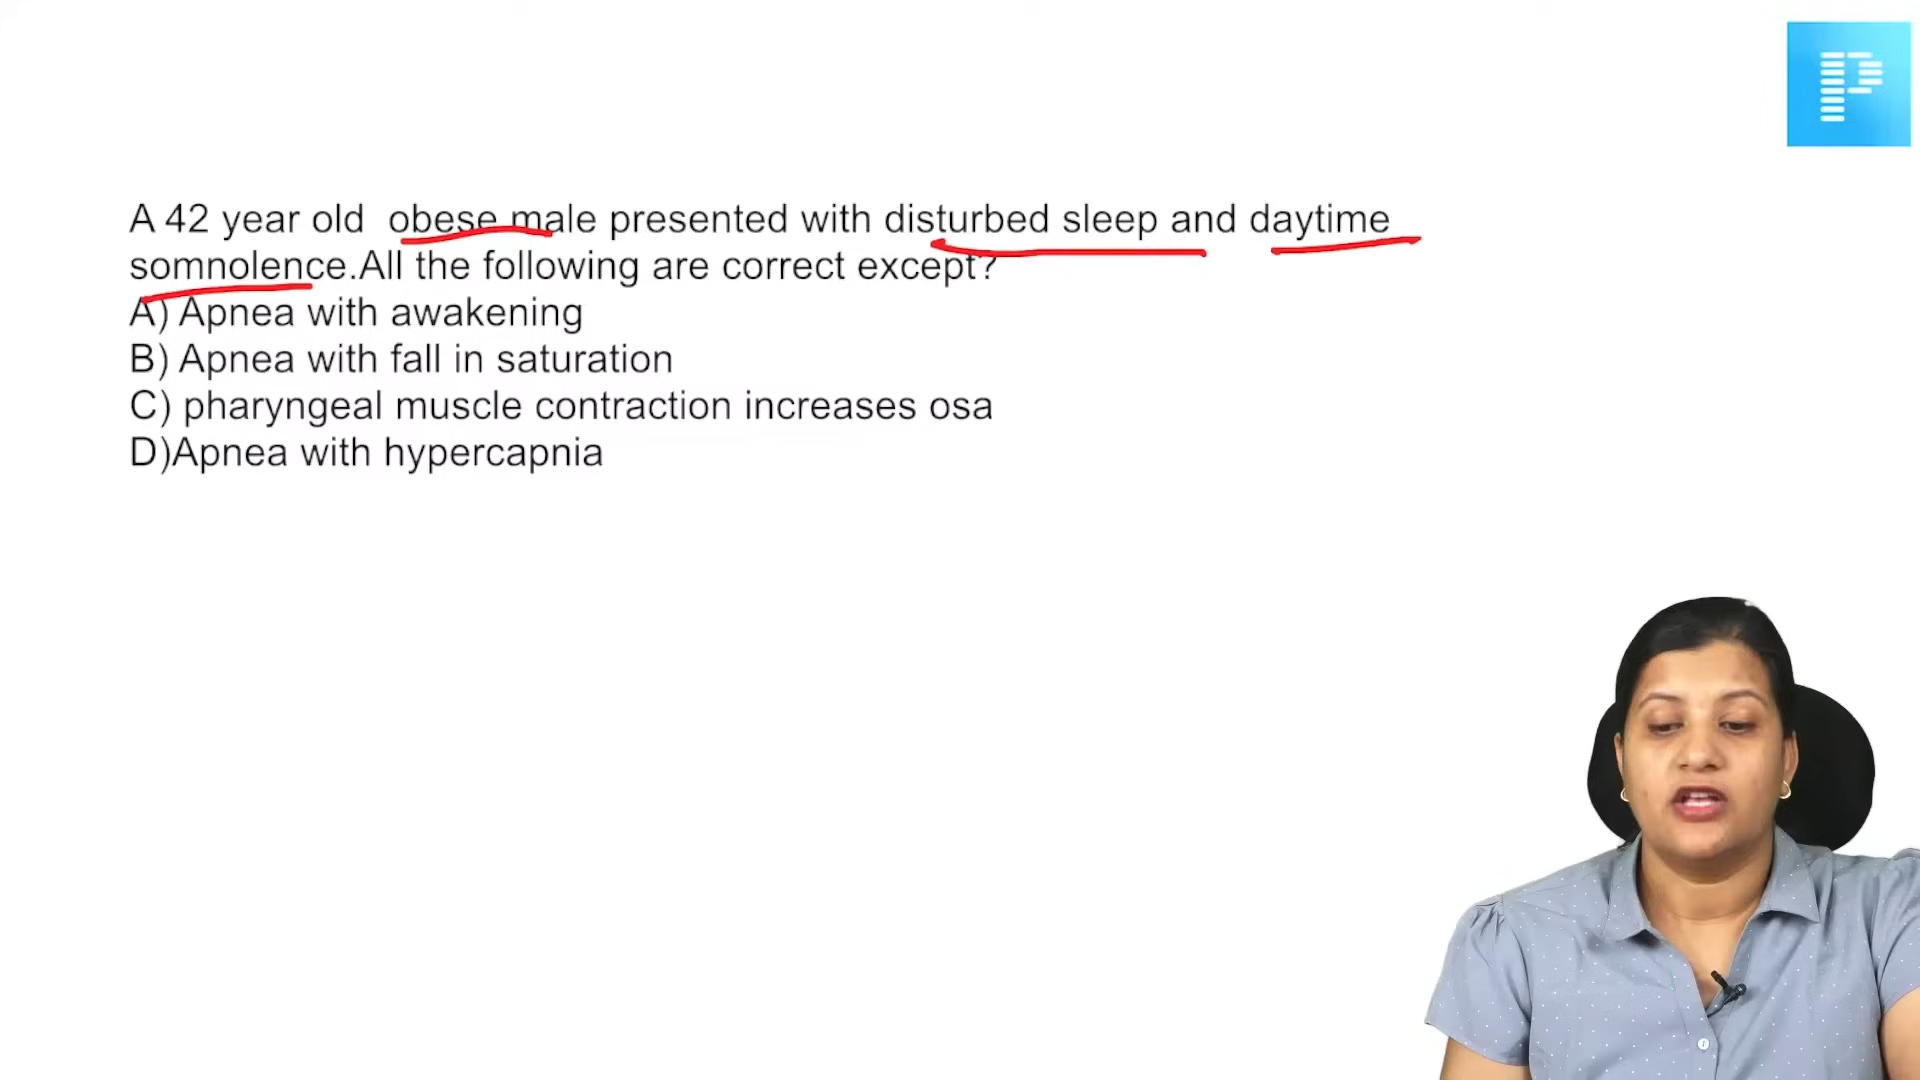 A 42 year old  obese male presented with disturbed sleep and daytime
somnolence.All the following are correct except?
A) Apnea with awakening
B) Apnea with fall in saturation
C) pharyngeal muscle contraction increases osa
D)Apnea with hypercapnia
P